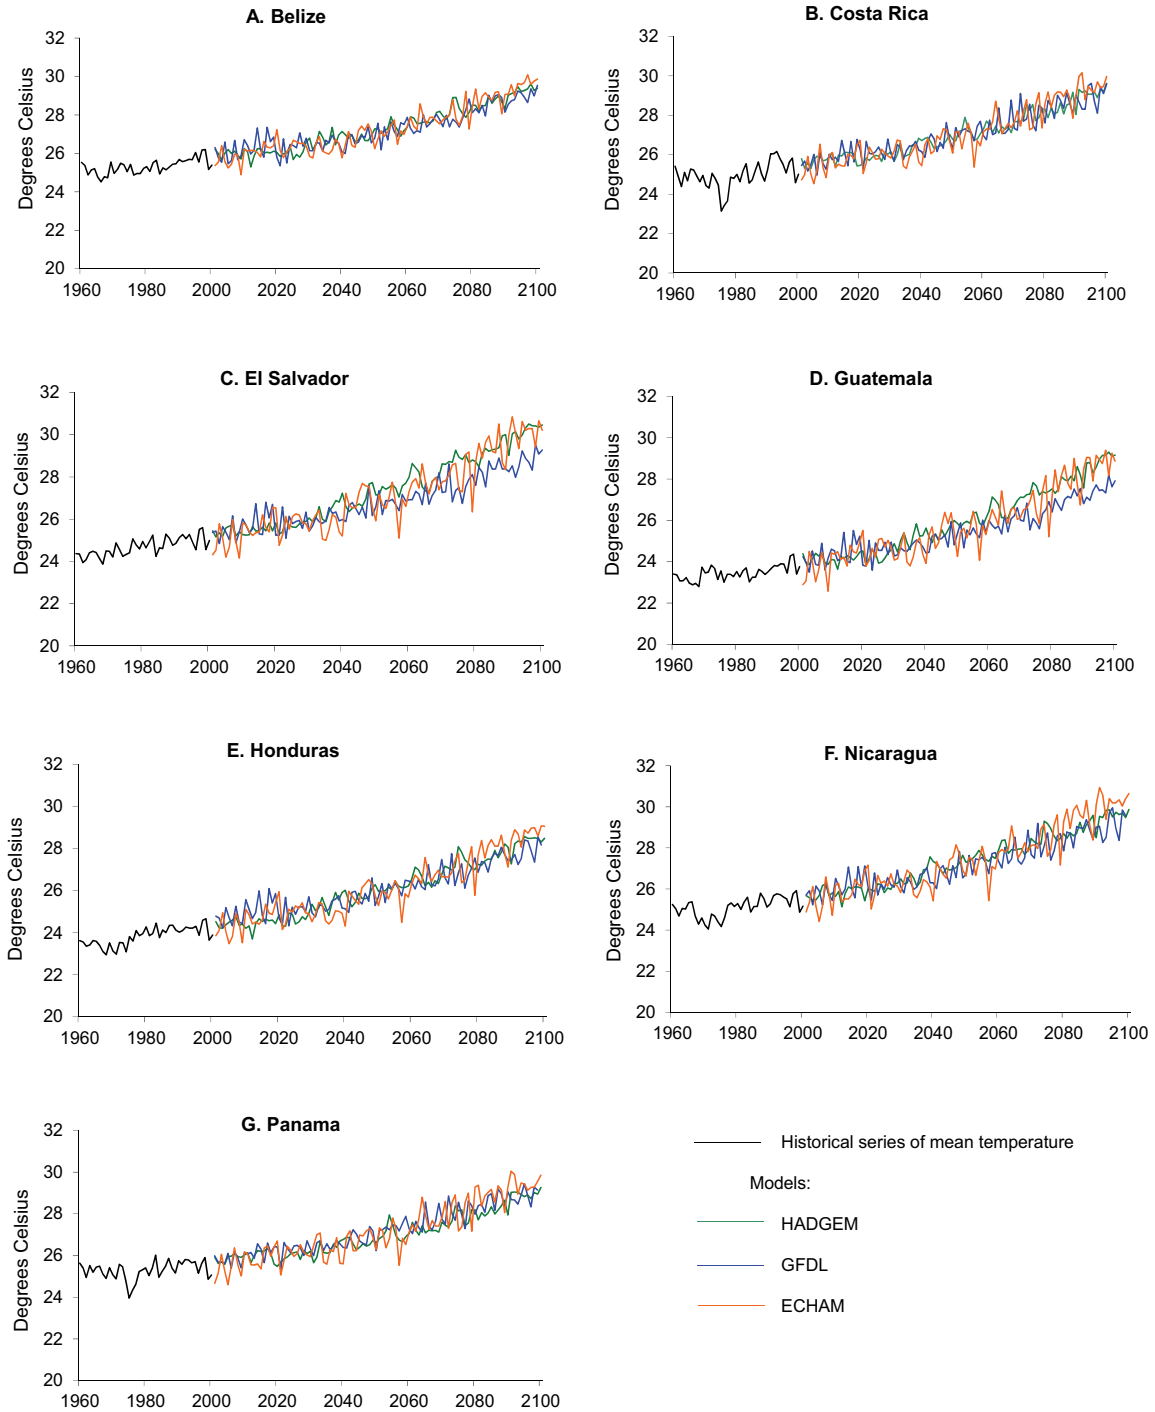 A. Belize
Degrees Celsius
32
30
28
26
24
22
20
1960 1980 2000 2020 2040 2060 2080 2100
B. Costa Rica
Degrees Celsius
32
30
28
26
24
22
20
1960 1980 2000 2020 2040 2060 2080 2100
C. El Salvador
Degrees Celsius
32
30
28
26
24
22
20
1960 1980 2000 2020 2040 2060 2080 2100
D. Guatemala
Degrees Celsius
32
30
28
26
24
22
20
1960 1980 2000 2020 2040 2060 2080 2100
E. Honduras
Degrees Celsius
32
30
28
26
24
22
20
1960 1980 2000 2020 2040 2060 2080 2100
F. Nicaragua
Degrees Celsius
32
30
28
26
24
22
20
1960 1980 2000 2020 2040 2060 2080 2100
G. Panama
Degrees Celsius
32
30
28
26
24
22
20
1960 1980 2000 2020 2040 2060 2080 2100
Historical series of mean temperature
Models:
HADGEM
GFDL
ECHAM